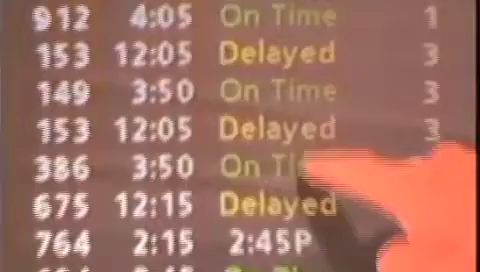 912 4:05 On Time 1
153 12:05 Delayed 3
149 3:50 On Time 3
153 12:05 Delayed 3
386 3:50 On
675 12:15 Delayed
764 2:15 2:45P